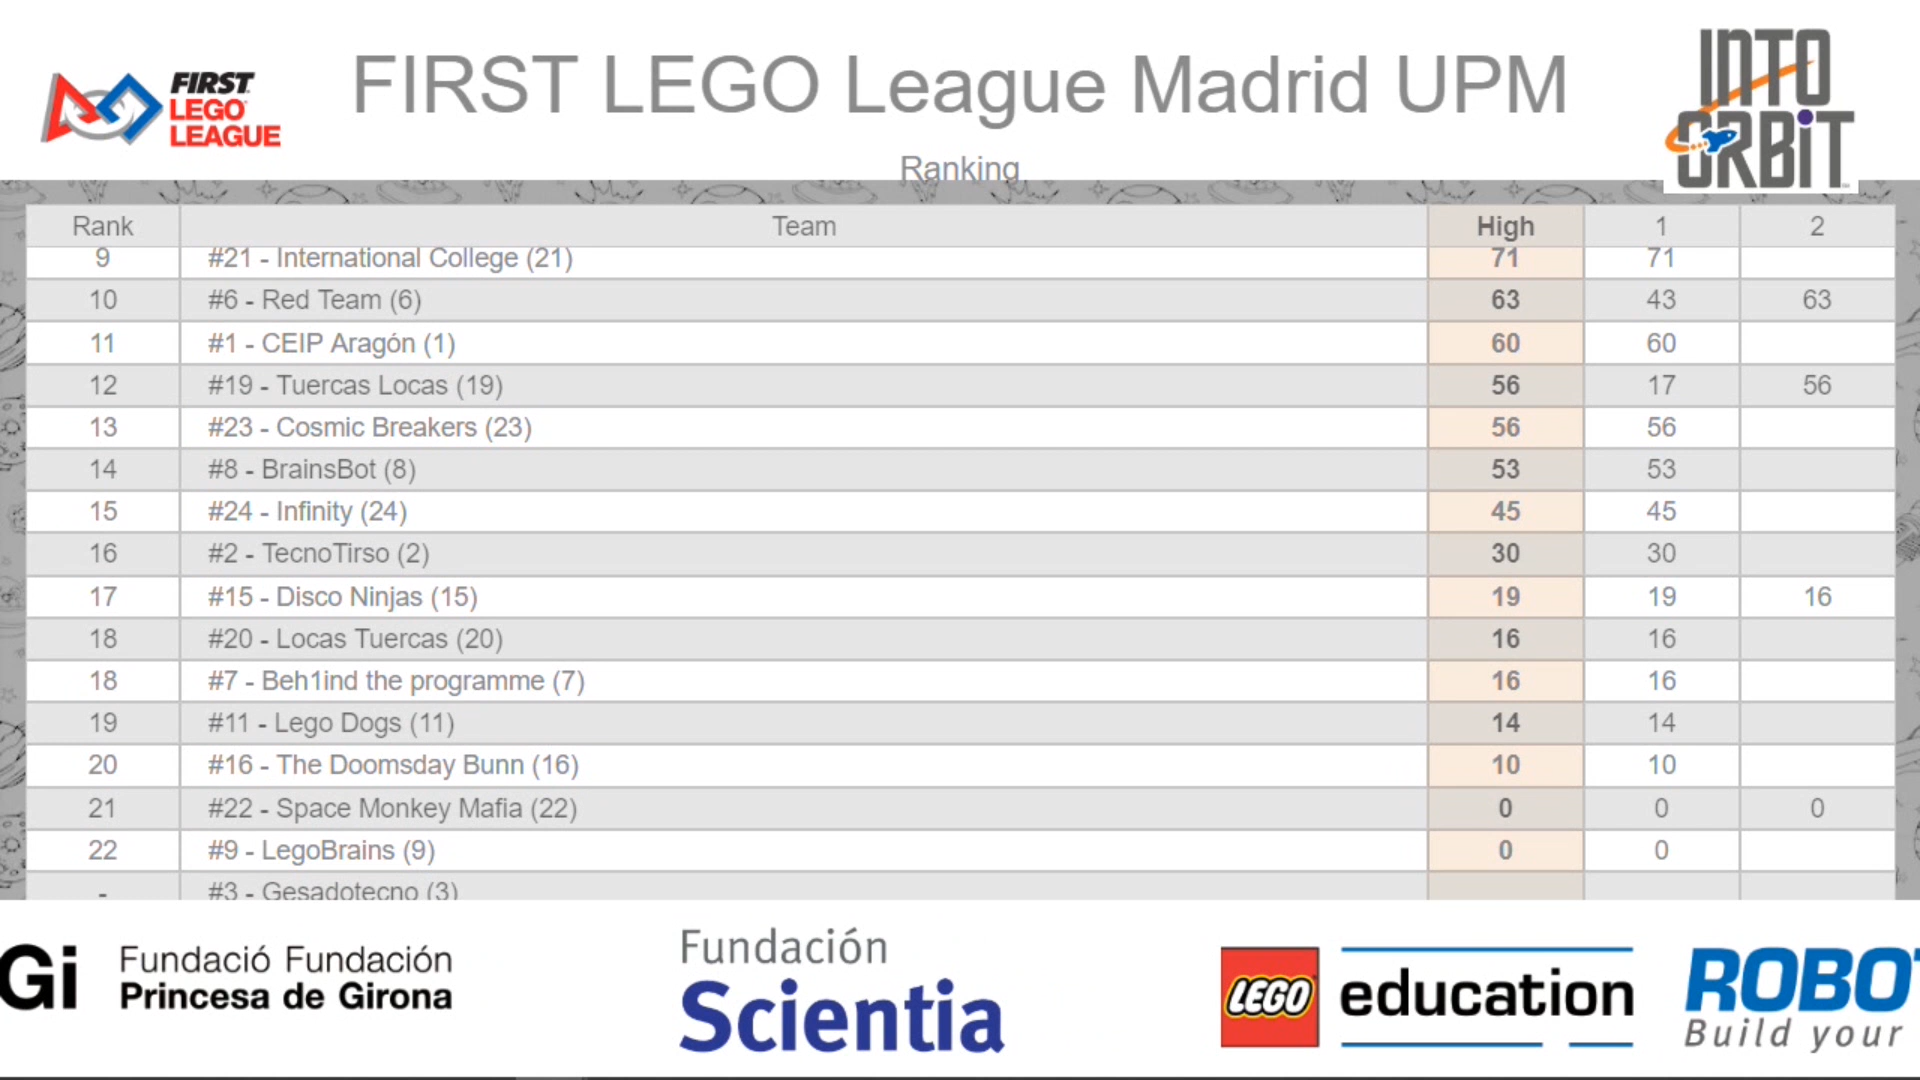 FIRST
LEGO
LEAGUE
FIRST LEGO League Madrid UPM
INTO
ORBIT
Ranking
Rank Team High 1 2
9 #21 - International College (21) 71 71
10 #6 - Red Team (6) 63 43 63
11 #1 - CEIP Aragón (1) 60 60
12 #19 - Tuercas Locas (19) 56 17 56
13 #23 - Cosmic Breakers (23) 56 56
14 #8 - BrainsBot (8) 53 53
15 #24 - Infinity (24) 45 45
16 #2 - TecnoTirso (2) 30 30
17 #15 - Disco Ninjas (15) 19 19 16
18 #20 - Locas Tuercas (20) 16 16
18 #7 - Beh1ind the programme (7) 16 16
19 #11 - Lego Dogs (11) 14 14
20 #16 - The Doomsday Bunn (16) 10 10
21 #22 - Space Monkey Mafia (22) 0 0 0
22 #9 - LegoBrains (9) 0 0
- #3 - Gesadotecno (3)
Gi
Fundació Fundación
Princesa de Girona
Fundación
Scientia
LEGO education
ROBO
Build your